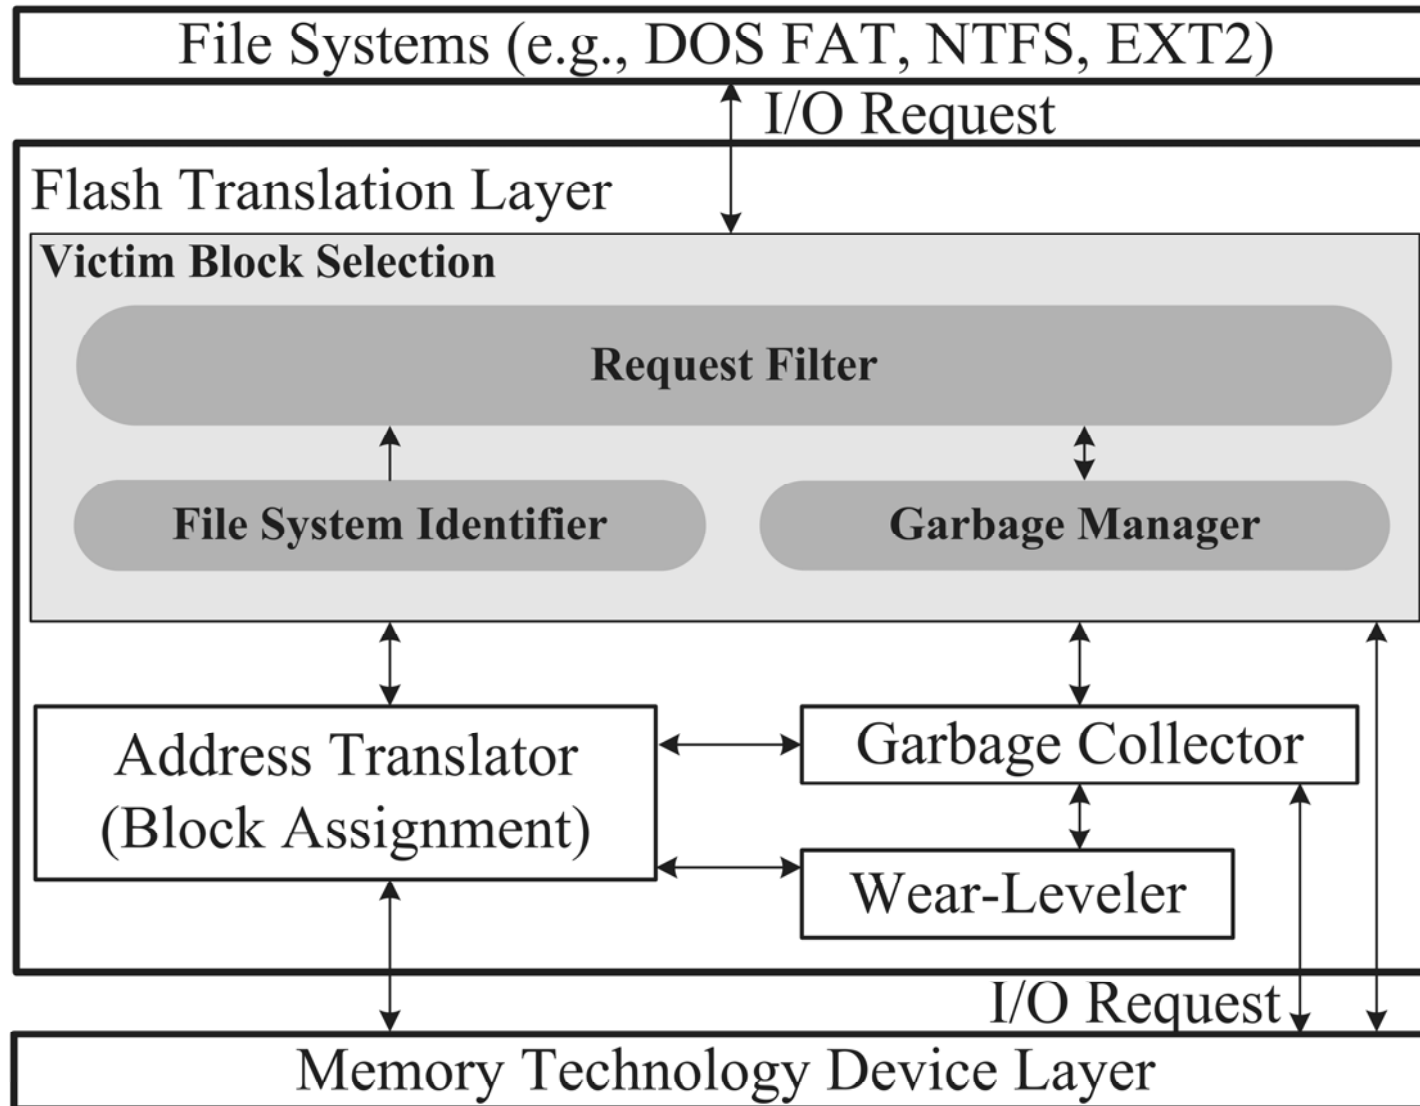 File Systems (e.g., DOS FAT, NTFS, EXT2)
I/O Request
Flash Translation Layer
Victim Block Selection
Request Filter
File System Identifier
Garbage Manager
Address Translator
(Block Assignment)
Garbage Collector
Wear-Leveler
I/O Request
Memory Technology Device Layer